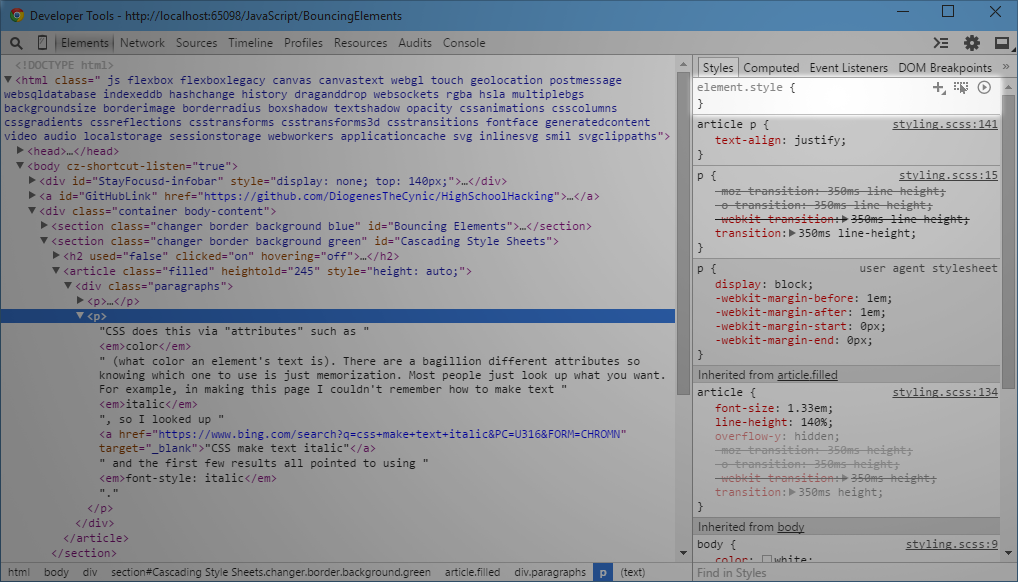 Developer Tools - http://localhost:65098/JavaScript/BouncingElements
Elements Network Sources Timeline Profiles Resources Audits Console
<!DOCTYPE html>
<html class=" js flexbox flexboxlegacy canvas canvastext webgl touch geolocation postmessage
websqldatabase indexeddb hashchange history draganddrop websockets rgba hsla multiplebgs
backgroundsize borderimage borderradius boxshadow textshadow opacity cssanimations csscolumns
cssgradients cssreflections csstransforms csstransforms3d csstransitions fontface generatedcontent
video audio localstorage sessionstorage webworkers applicationcache svg inlinesvg smil svgclippaths">
<head>…</head>
<body cz-shortcut-listen="true">
<div id="StayFocusd-infobar" style="display: none; top: 140px;">…</div>
<a id="GitHubLink" href="https://github.com/DiogenesTheCynic/HighSchoolHacking">…</a>
<div class="container body-content">
<section class="changer border background blue" id="Bouncing Elements">…</section>
<section class="changer border background green" id="Cascading Style Sheets">
<h2 used="false" clicked="on" hovering="off">…</h2>
<article class="filled" heightold="245" style="height: auto;">
<div class="paragraphs">
<p>…</p>
<p>
"CSS does this via "attributes" such as "
<em>color</em>
" (what color an element's text is). There are a bagillion different attributes so
knowing which one to use is just memorization. Most people just look up what you want.
For example, in making this page I couldn't remember how to make text "
<em>italic</em>
", so I looked up "
<a href="https://www.bing.com/search?q=css+make+text+italic&PC=U316&FORM=CHROMN"
target="_blank">"CSS make text italic"</a>
" and the first few results all pointed to using "
<em>font-style: italic</em>
"."
</p>
</div>
</article>
</section>
html body div section#Cascading Style Sheets.changer.border.background.green article.filled div.paragraphs p (text)
Styles Computed Event Listeners DOM Breakpoints »
element.style {
}
article p { styling.scss:141
text-align: justify;
}
p { styling.scss:15
-moz-transition: 350ms line-height;
-o-transition: 350ms line-height;
-webkit-transition: 350ms line-height;
transition: 350ms line-height;
}
p { user agent stylesheet
display: block;
-webkit-margin-before: 1em;
-webkit-margin-after: 1em;
-webkit-margin-start: 0px;
-webkit-margin-end: 0px;
}
Inherited from article.filled
article { styling.scss:134
font-size: 1.33em;
line-height: 140%;
overflow-y: hidden;
-moz-transition: 350ms height;
-o-transition: 350ms height;
-webkit-transition: 350ms height;
transition: 350ms height;
}
Inherited from body
body { styling.scss:9
color: white;
Find in Styles